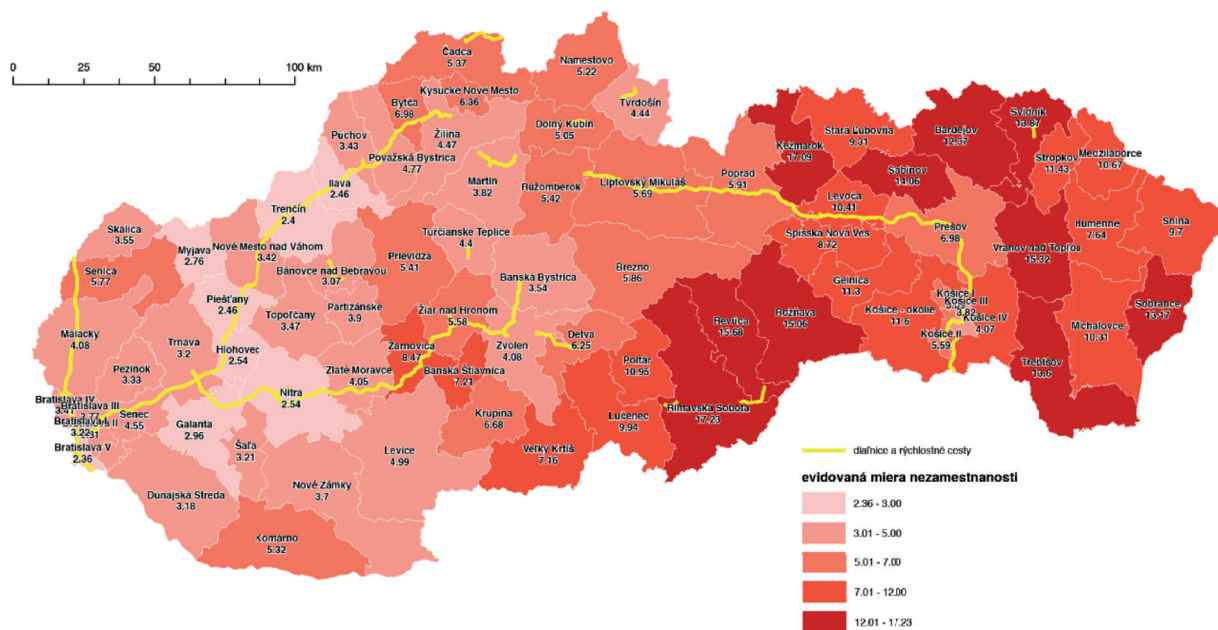 0 25 50 100 km
Čadca
5.37
Námestovo
5.22
Kysucké Nové Mesto
6.36
Bytča
6.98
Tvrdošín
4.44
Dolný Kubín
5.05
Púchov
3.43
Žilina
4.47
Považská Bystrica
4.77
Martin
3.82
Ilava
2.46
Ružomberok
5.42
Liptovský Mikuláš
5.69
Poprad
5.91
Kežmarok
17.09
Stará Ľubovňa
9.31
Bardejov
12.37
Svidník
13.87
Stropkov
11.43
Medzilaborce
10.67
Sabinov
14.06
Levoča
10.41
Prešov
6.98
Humenné
7.64
Snina
9.7
Vranov nad Topľou
15.32
Spišská Nová Ves
8.72
Gelnica
11.3
Trenčín
2.4
Skalica
3.55
Myjava
2.76
Nové Mesto nad Váhom
3.42
Turčianske Teplice
4.4
Bánovce nad Bebravou
3.07
Prievidza
5.41
Banská Bystrica
3.54
Brezno
5.86
Senica
5.77
Piešťany
2.46
Topoľčany
3.47
Partizánske
3.9
Žiar nad Hronom
5.58
Revúca
15.68
Rožňava
15.06
Košice - okolie
11.6
Košice I
Košice III
3.82
Košice IV
4.07
Košice II
5.59
Michalovce
10.31
Sobrance
13.17
Trebišov
13.6
Malacky
4.08
Trnava
3.2
Hlohovec
2.54
Pezinok
3.33
Zlaté Moravce
4.05
Žarnovica
8.47
Banská Štiavnica
7.21
Zvolen
4.08
Detva
6.25
Poltár
10.95
Nitra
2.54
Krupina
6.68
Lučenec
9.94
Rimavská Sobota
17.23
Veľký Krtíš
7.16
Bratislava IV
3.41
Bratislava III
2.77
Bratislava II
Bratislava I
3.22
Bratislava V
2.36
Senec
4.55
Galanta
2.96
Šaľa
3.21
Levice
4.99
Dunajská Streda
3.18
Nové Zámky
3.7
Komárno
5.32
diaľnice a rýchlostné cesty
evidovaná miera nezamestnanosti
2.36 - 3.00
3.01 - 5.00
5.01 - 7.00
7.01 - 12.00
12.01 - 17.23